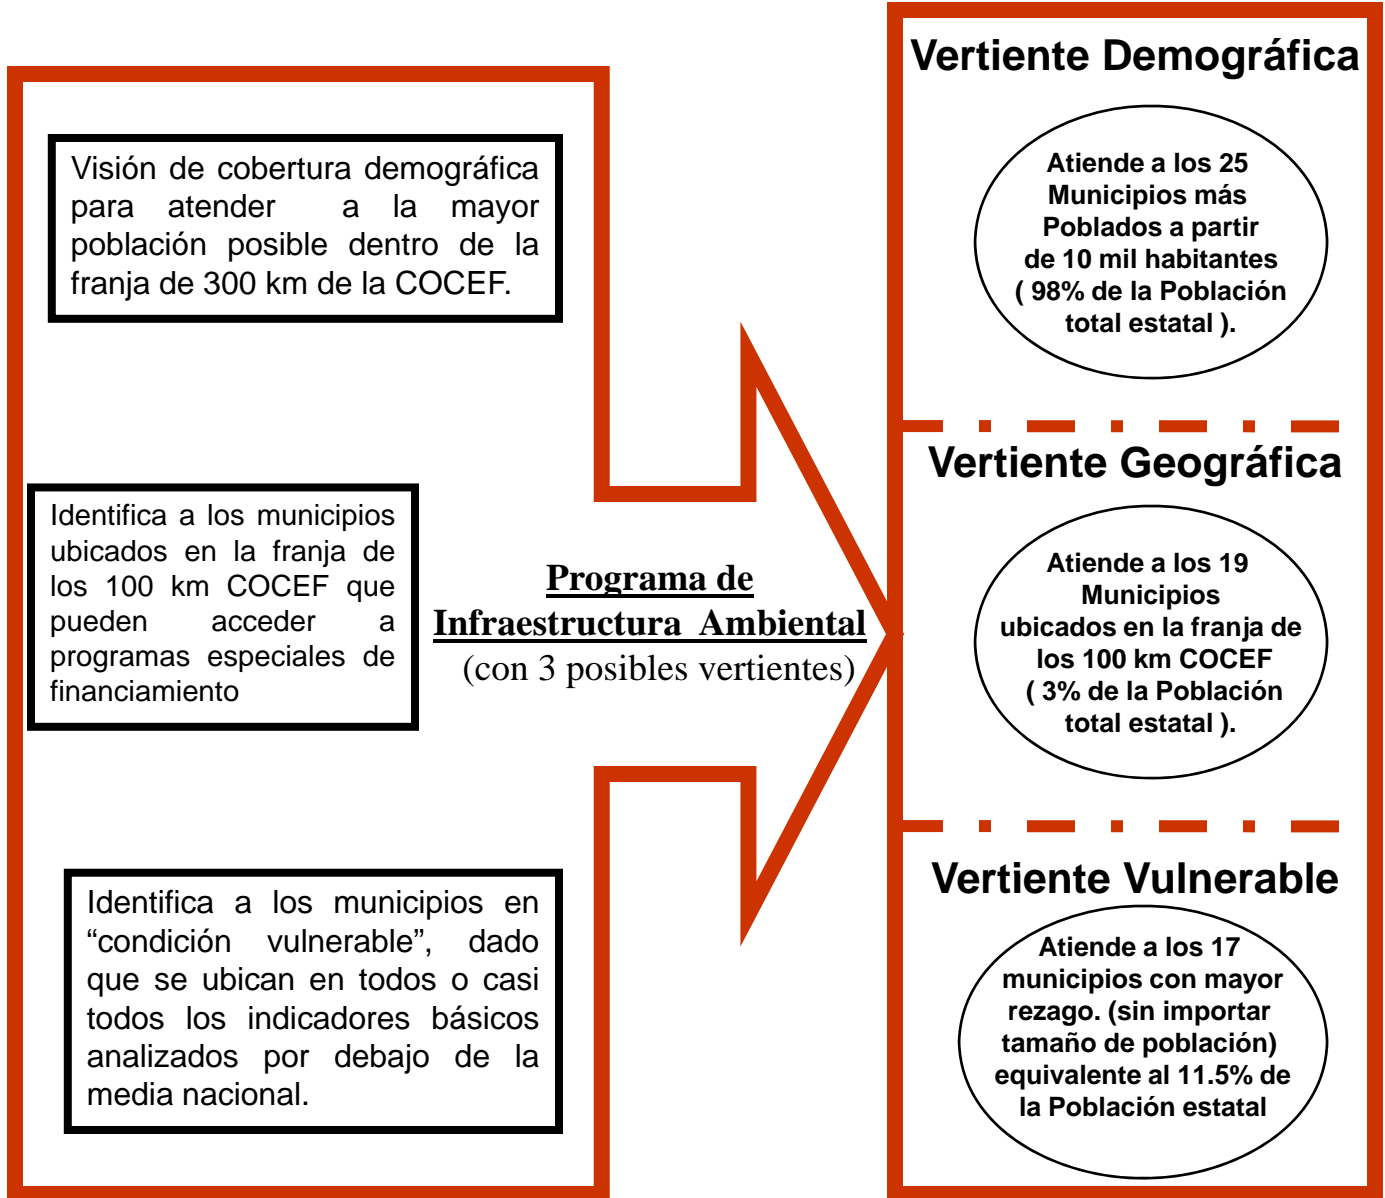 Visión de cobertura demográfica
para atender a la mayor
población posible dentro de la
franja de 300 km de la COCEF.
Identifica a los municipios
ubicados en la franja de
los 100 km COCEF que
pueden acceder a
programas especiales de
financiamiento
Identifica a los municipios en
“condición vulnerable”, dado
que se ubican en todos o casi
todos los indicadores básicos
analizados por debajo de la
media nacional.
Programa de
Infraestructura Ambiental
(con 3 posibles vertientes)
Vertiente Demográfica
Atiende a los 25
Municipios más
Poblados a partir
de 10 mil habitantes
( 98% de la Población
total estatal ).
Vertiente Geográfica
Atiende a los 19
Municipios
ubicados en la franja de
los 100 km COCEF
( 3% de la Población
total estatal ).
Vertiente Vulnerable
Atiende a los 17
municipios con mayor
rezago. (sin importar
tamaño de población)
equivalente al 11.5% de
la Población estatal